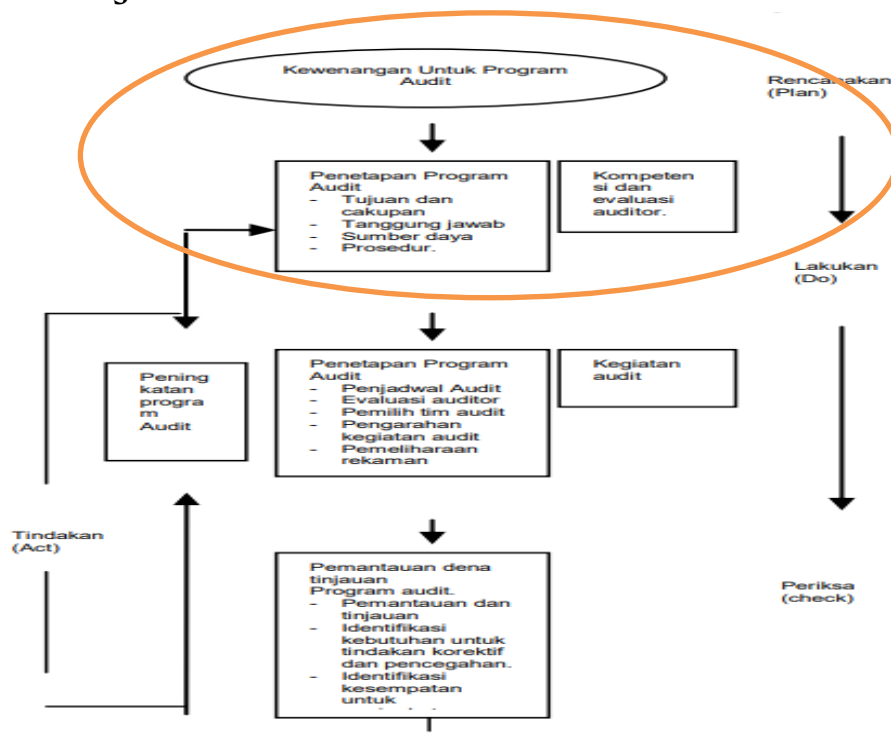 Kewenangan Untuk Program
Audit
Rencanakan
(Plan)
Penetapan Program
Audit
- Tujuan dan
cakupan
- Tanggung jawab
- Sumber daya
- Prosedur.
Kompeten
si dan
evaluasi
auditor.
Lakukan
(Do)
Pening
katan
progra
m
Audit
Penetapan Program
Audit
- Penjadwal Audit
- Evaluasi auditor
- Pemilih tim audit
- Pengarahan
kegiatan audit
- Pemeliharaan
rekaman
Kegiatan
audit
Tindakan
(Act)
Pemantauan dena
tinjauan
Program audit.
- Pemantauan dan
tinjauan
- Identifikasi
kebutuhan untuk
tindakan korektif
dan pencegahan.
- Identifikasi
kesempatan
untuk
Periksa
(check)